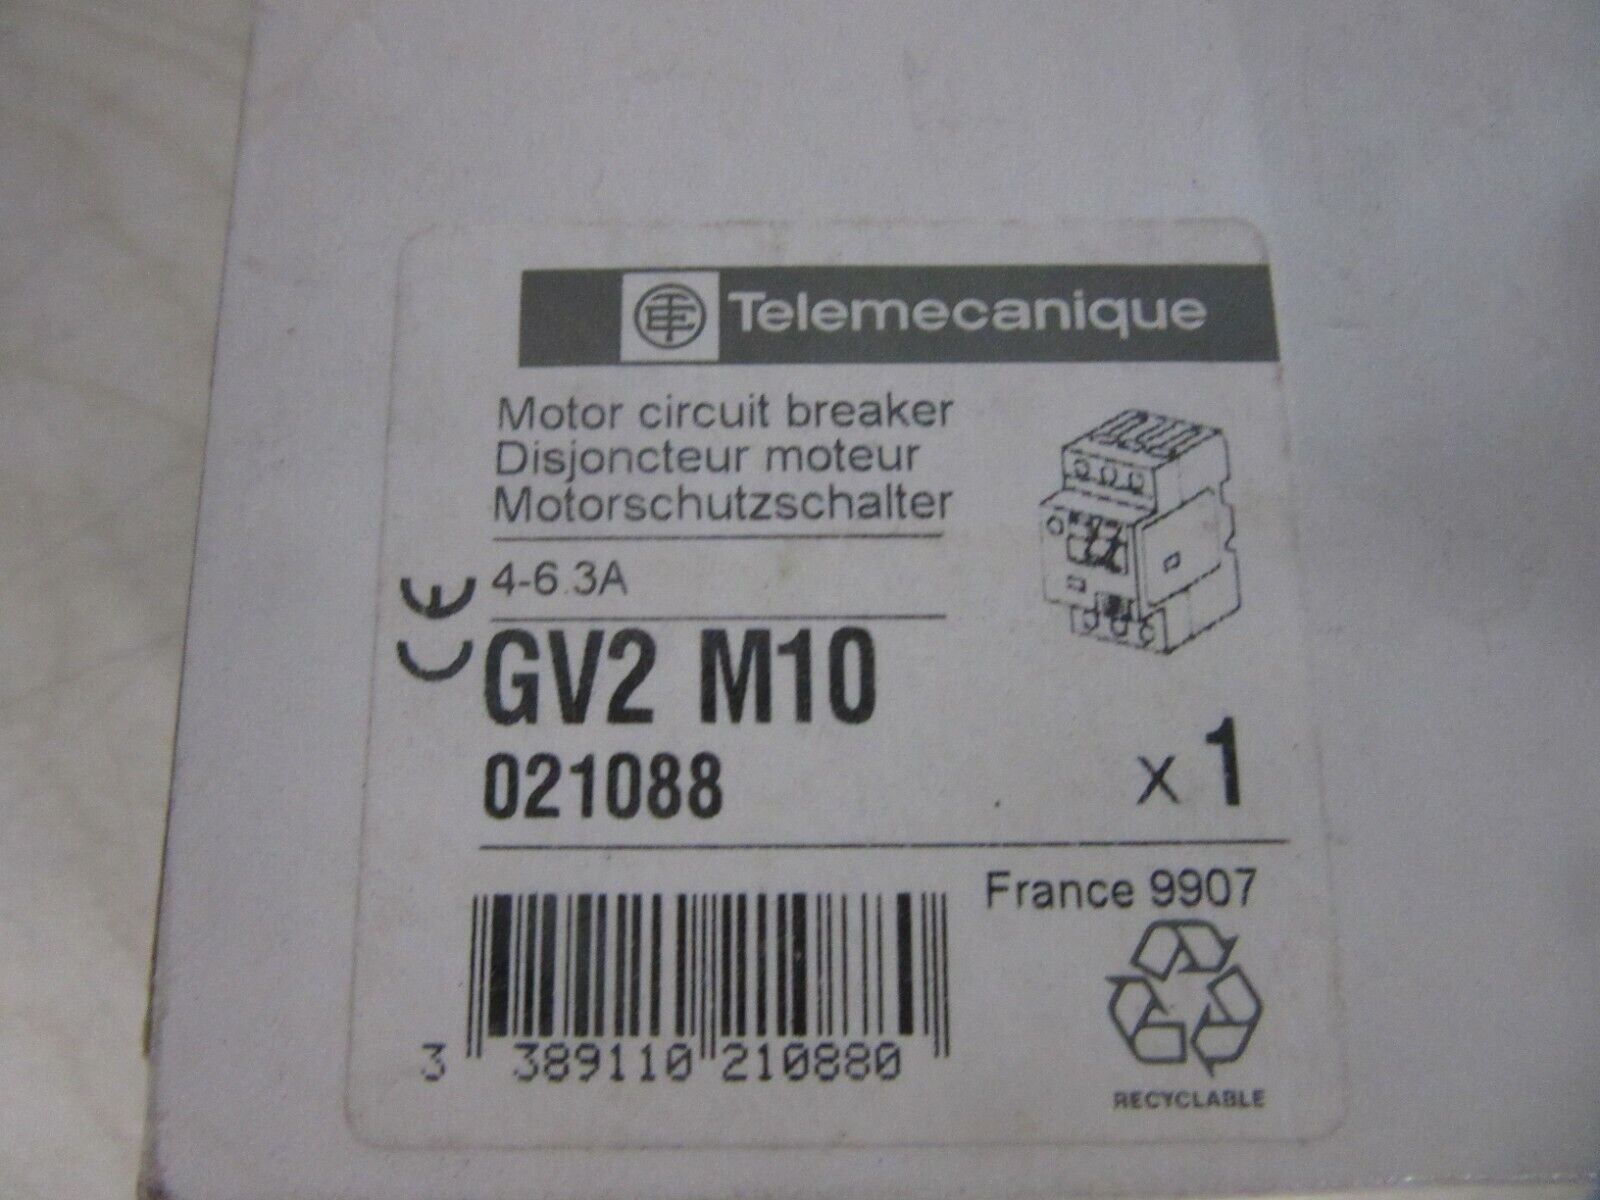 Telemecanique
Motor circuit breaker
Disjoncteur moteur
Motorschutzschalter
4-6.3A
GV2 M10
021088
x 1
France 9907
3 389110 210880
RECYCLABLE